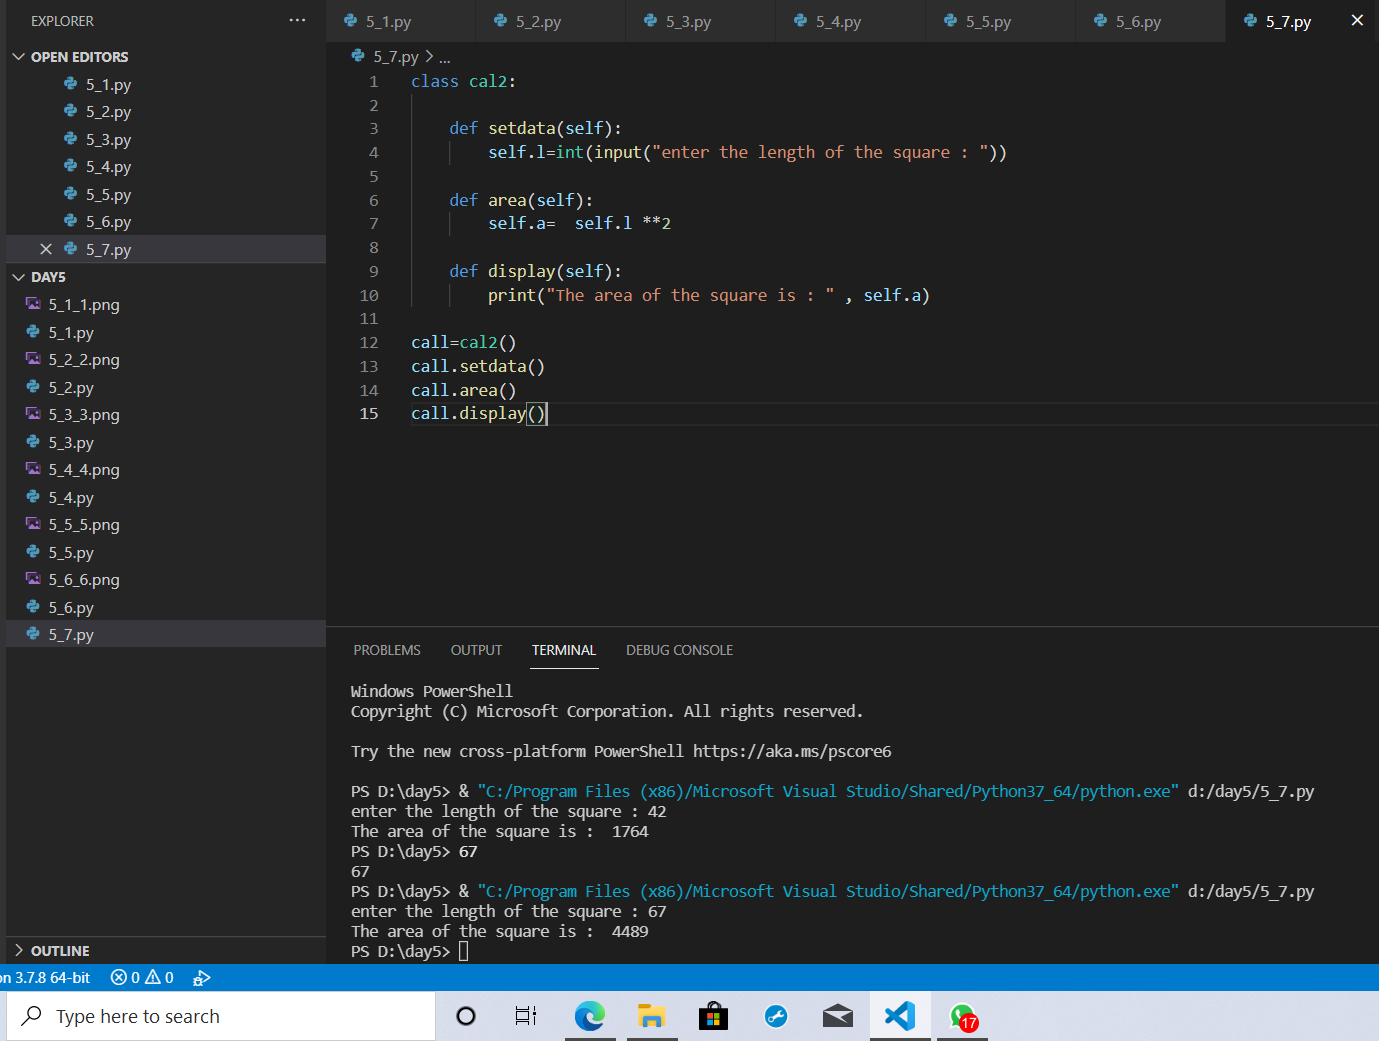 EXPLORER ...
OPEN EDITORS
5_1.py
5_2.py
5_3.py
5_4.py
5_5.py
5_6.py
5_7.py
DAY5
5_1_1.png
5_1.py
5_2_2.png
5_2.py
5_3_3.png
5_3.py
5_4_4.png
5_4.py
5_5_5.png
5_5.py
5_6_6.png
5_6.py
5_7.py
OUTLINE
5_1.py 5_2.py 5_3.py 5_4.py 5_5.py 5_6.py 5_7.py
5_7.py > ...
1 class cal2:
2
3 def setdata(self):
4 self.l=int(input("enter the length of the square : "))
5
6 def area(self):
7 self.a=  self.l **2
8
9 def display(self):
10 print("The area of the square is : " , self.a)
11
12 call=cal2()
13 call.setdata()
14 call.area()
15 call.display()
PROBLEMS OUTPUT TERMINAL DEBUG CONSOLE
Windows PowerShell
Copyright (C) Microsoft Corporation. All rights reserved.
Try the new cross-platform PowerShell https://aka.ms/pscore6
PS D:\day5> & "C:/Program Files (x86)/Microsoft Visual Studio/Shared/Python37_64/python.exe" d:/day5/5_7.py
enter the length of the square : 42
The area of the square is :  1764
PS D:\day5> 67
67
PS D:\day5> & "C:/Program Files (x86)/Microsoft Visual Studio/Shared/Python37_64/python.exe" d:/day5/5_7.py
enter the length of the square : 67
The area of the square is :  4489
PS D:\day5>
on 3.7.8 64-bit 0 0
Type here to search
17